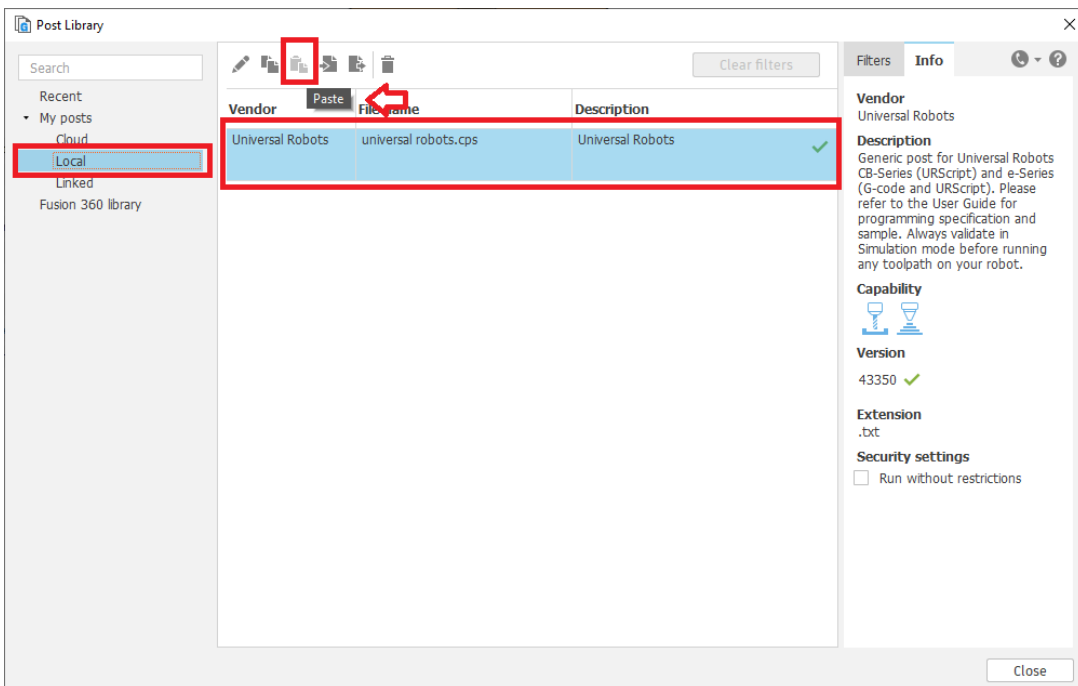 Post Library
Search
Recent
My posts
Cloud
Local
Linked
Fusion 360 library
Clear filters
Paste
Vendor
Description
Universal Robots
universal robots.cps
Universal Robots
Filters
Info
Vendor
Universal Robots
Description
Generic post for Universal Robots
CB-Series (URScript) and e-Series
(G-code and URScript). Please
refer to the User Guide for
programming specification and
sample. Always validate in
Simulation mode before running
any toolpath on your robot.
Capability
Version
43350
Extension
.txt
Security settings
Run without restrictions
Close